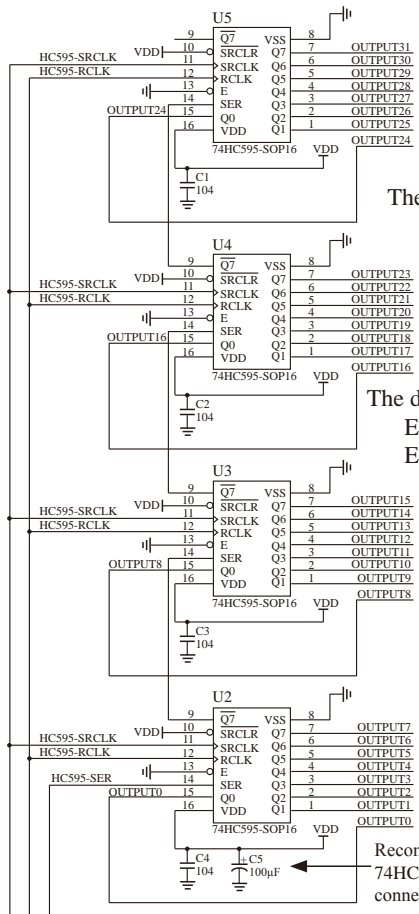 U5
9 Q7 VSS 8
VDD 10 SRCLR Q7 7 OUTPUT31
HC595-SRCLK 11 SRCLK Q6 6 OUTPUT30
HC595-RCLK 12 RCLK Q5 5 OUTPUT29
13 E Q4 4 OUTPUT28
14 SER Q3 3 OUTPUT27
OUTPUT24 15 Q0 Q2 2 OUTPUT26
16 VDD Q1 1 OUTPUT25
74HC595-SOP16 VDD OUTPUT24
C1
104
The
U4
9 Q7 VSS 8
VDD 10 SRCLR Q7 7 OUTPUT23
HC595-SRCLK 11 SRCLK Q6 6 OUTPUT22
HC595-RCLK 12 RCLK Q5 5 OUTPUT21
13 E Q4 4 OUTPUT20
14 SER Q3 3 OUTPUT19
OUTPUT16 15 Q0 Q2 2 OUTPUT18
16 VDD Q1 1 OUTPUT17
74HC595-SOP16 VDD OUTPUT16
C2
104
The d
E
E
U3
9 Q7 VSS 8
VDD 10 SRCLR Q7 7 OUTPUT15
HC595-SRCLK 11 SRCLK Q6 6 OUTPUT14
HC595-RCLK 12 RCLK Q5 5 OUTPUT13
13 E Q4 4 OUTPUT12
14 SER Q3 3 OUTPUT11
OUTPUT8 15 Q0 Q2 2 OUTPUT10
16 VDD Q1 1 OUTPUT9
74HC595-SOP16 VDD OUTPUT8
C3
104
U2
9 Q7 VSS 8
VDD 10 SRCLR Q7 7 OUTPUT7
HC595-SRCLK 11 SRCLK Q6 6 OUTPUT6
HC595-RCLK 12 RCLK Q5 5 OUTPUT5
13 E Q4 4 OUTPUT4
HC595-SER 14 SER Q3 3 OUTPUT3
OUTPUT0 15 Q0 Q2 2 OUTPUT2
16 VDD Q1 1 OUTPUT1
74HC595-SOP16 VDD OUTPUT0
C4
104
+ C5
100μF
Recon
74HC
conne